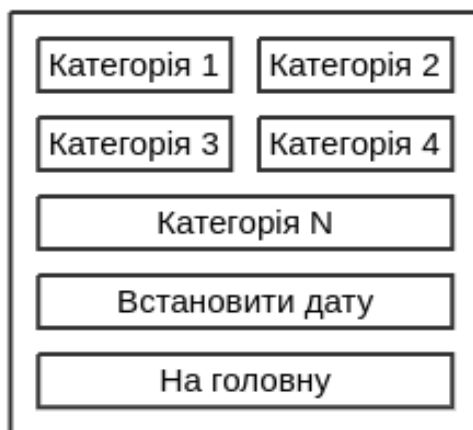 Категорія 1 Категорія 2
Категорія 3 Категорія 4
Категорія N
Встановити дату
На головну